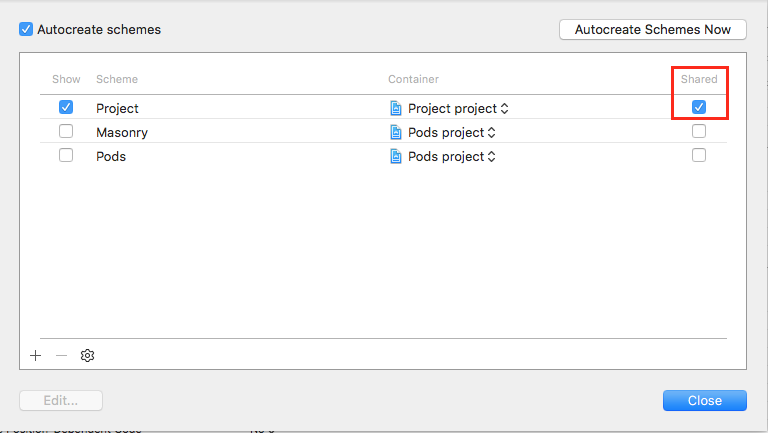 Autocreate schemes
Autocreate Schemes Now
Show Scheme Container Shared
Project Project project
Masonry Pods project
Pods Pods project
Edit...
Close